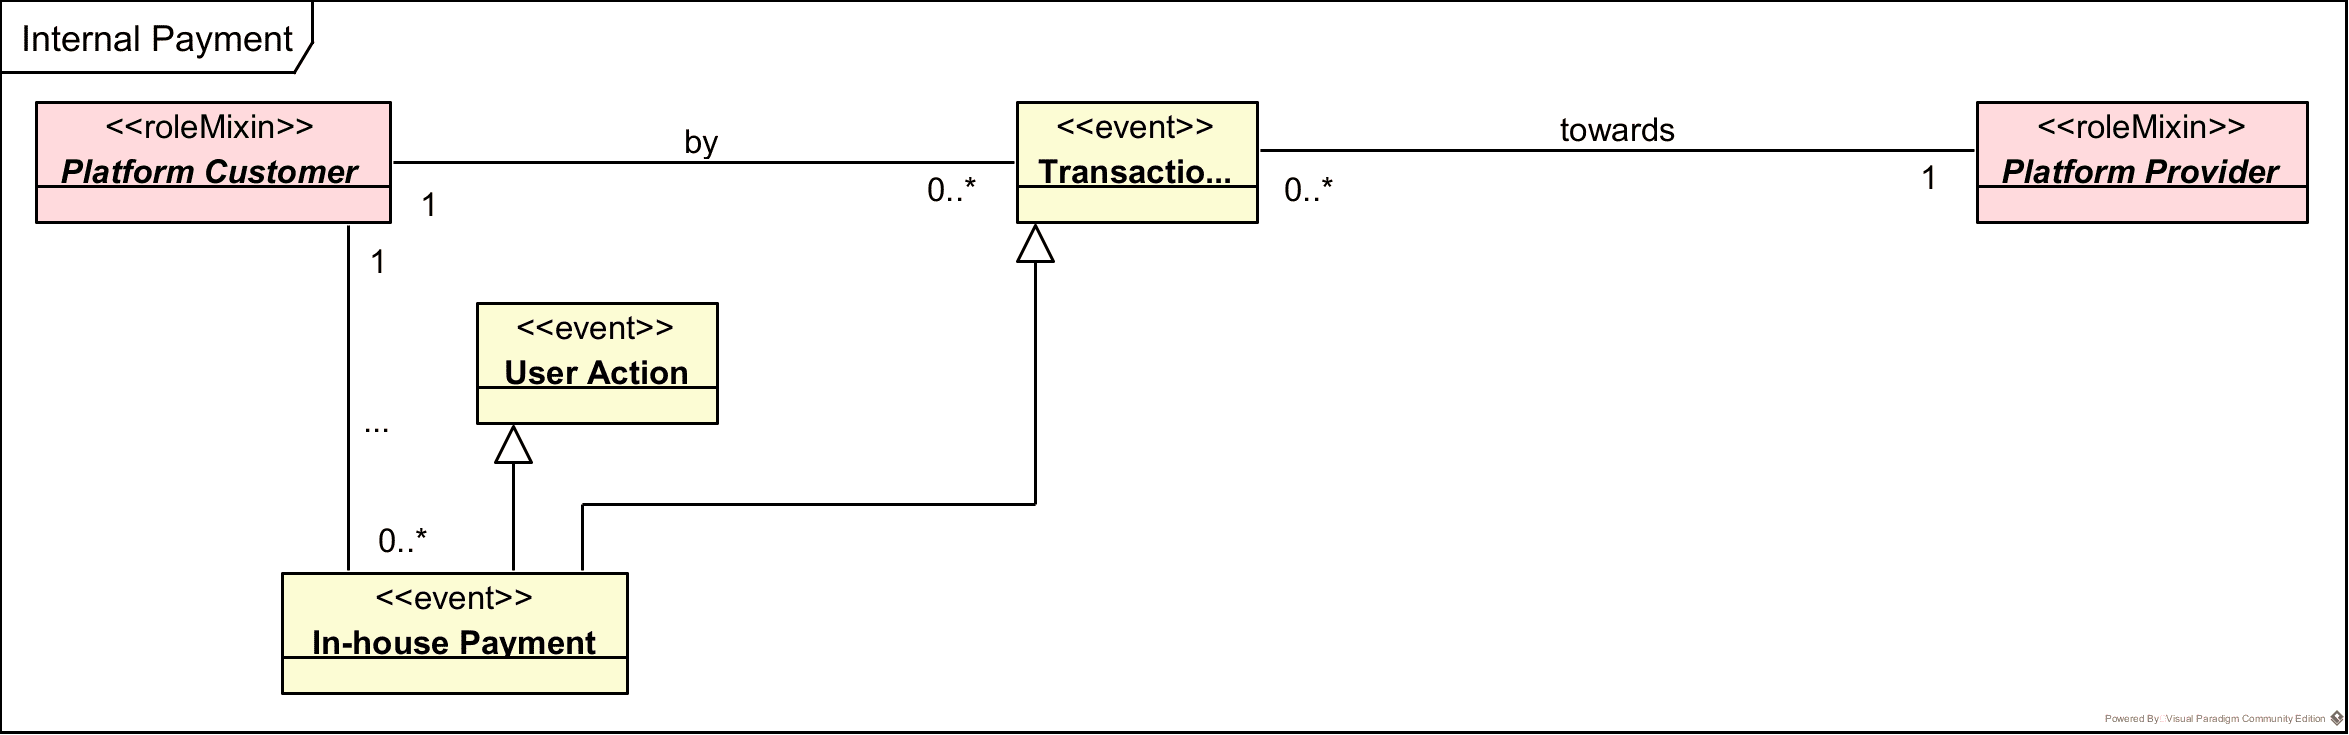 Internal Payment
<<roleMixin>>
Platform Customer
by
<<event>>
Transactio...
towards
<<roleMixin>>
Platform Provider
1
0..*
0..*
1
1
<<event>>
User Action
...
0..*
<<event>>
In-house Payment
Powered By Visual Paradigm Community Edition